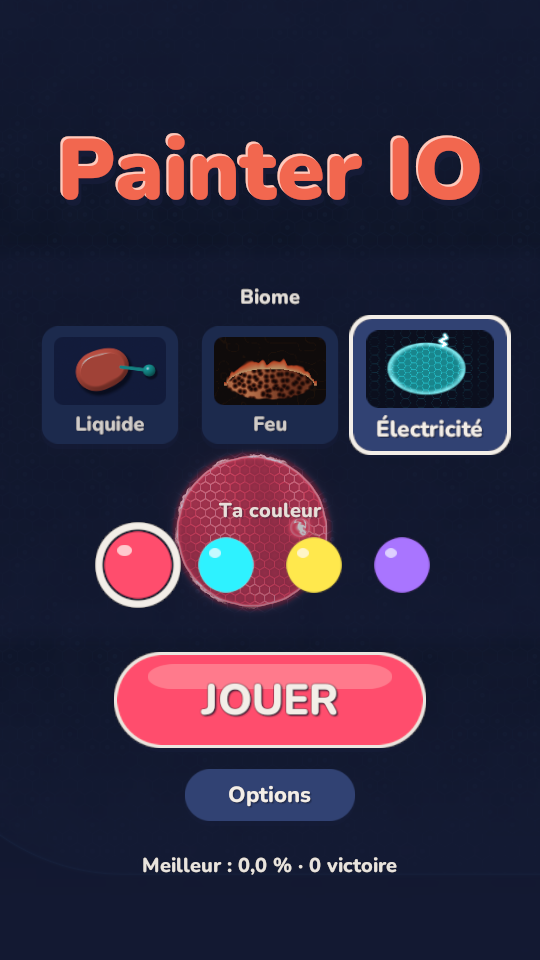 Painter IO
Biome
Liquide
Feu
Électricité
Ta couleur
JOUER
Options
Meilleur : 0,0 % · 0 victoire